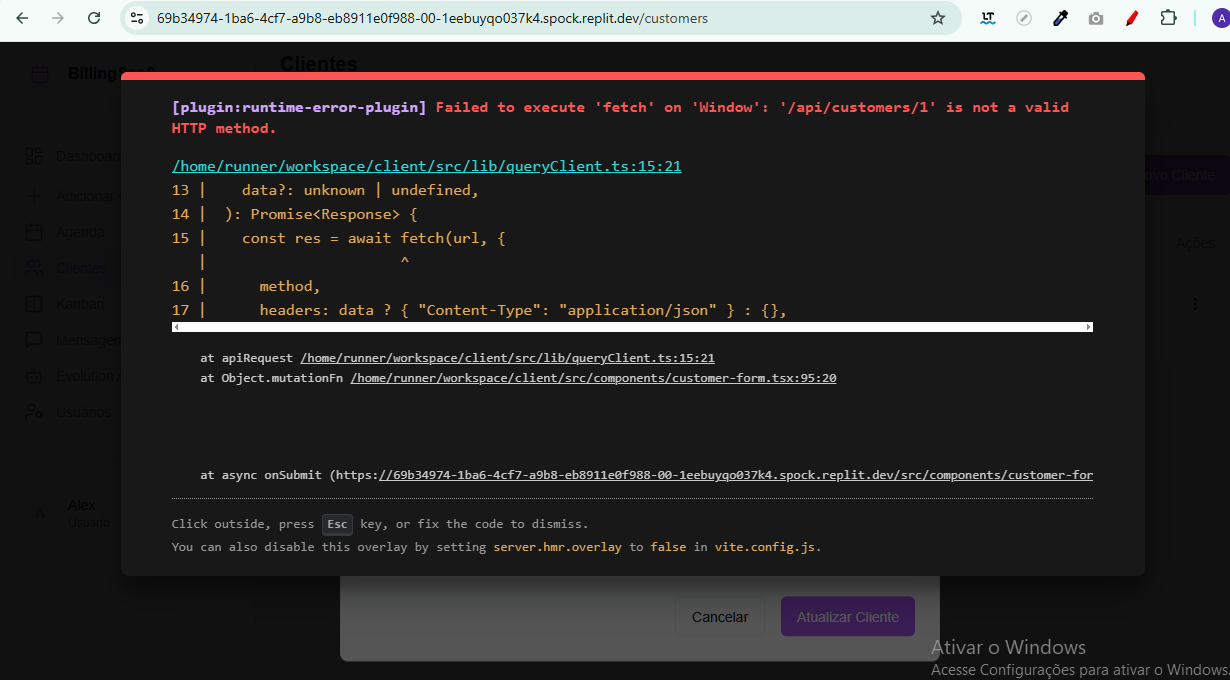 69b34974-1ba6-4cf7-a9b8-eb8911e0f988-00-1eebuyqo037k4.spock.replit.dev/customers
LT
A
Clientes
[plugin:runtime-error-plugin] Failed to execute 'fetch' on 'Window': '/api/customers/1' is not a valid
HTTP method.
/home/runner/workspace/client/src/lib/queryClient.ts:15:21
13 |     data?: unknown | undefined,
14 |   ): Promise<Response> {
15 |     const res = await fetch(url, {
   |                       ^
16 |       method,
17 |       headers: data ? { "Content-Type": "application/json" } : {},
at apiRequest /home/runner/workspace/client/src/lib/queryClient.ts:15:21
at Object.mutationFn /home/runner/workspace/client/src/components/customer-form.tsx:95:20
at async onSubmit (https://69b34974-1ba6-4cf7-a9b8-eb8911e0f988-00-1eebuyqo037k4.spock.replit.dev/src/components/customer-for
Click outside, press Esc key, or fix the code to dismiss.
You can also disable this overlay by setting server.hmr.overlay to false in vite.config.js.
Dashboar
Adicionar
Agenda
Clientes
Kanban
Mensagen
Evolution A
Usuários
Alex
Usuário
ovo Cliente
Ações
Cancelar
Atualizar Cliente
Ativar o Windows
Acesse Configurações para ativar o Windows.